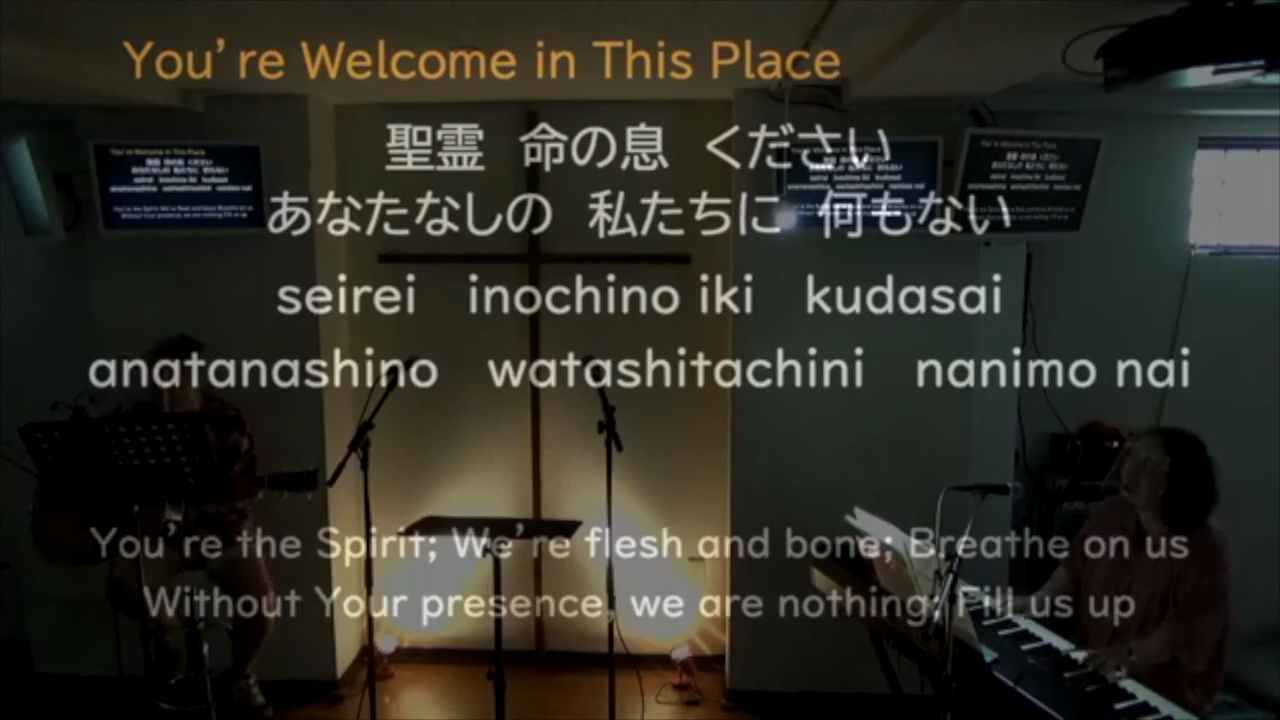 You're Welcome in This Place
聖霊 命の息 ください
あなたなしの 私たちに 何もない
seirei inochino iki kudasai
anatanashino watashitachini nanimo nai
You're the Spirit; We're flesh and bone; Breathe on us
Without Your presence, we are nothing; Fill us up